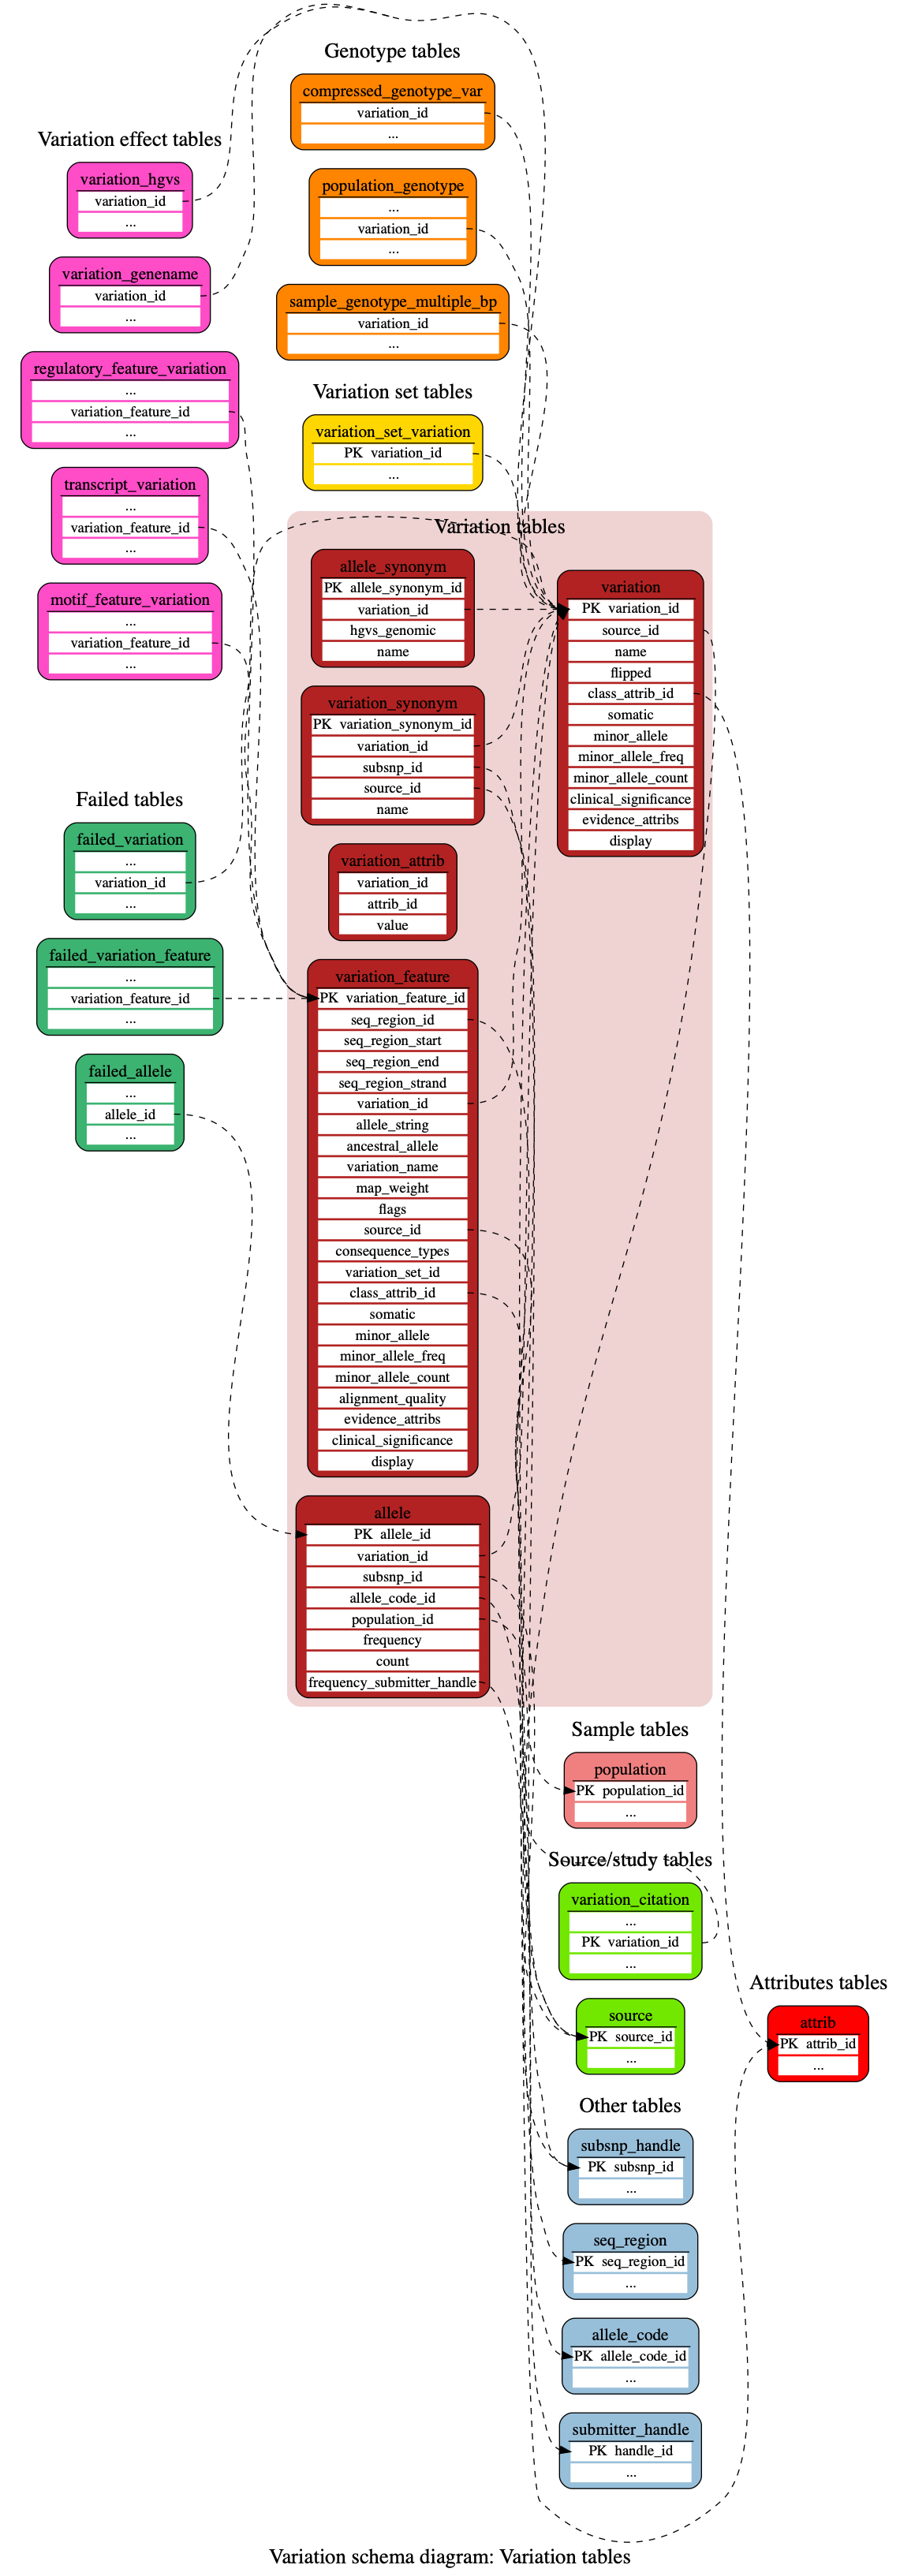 Genotype tables
compressed_genotype_var
variation_id
...
population_genotype
...
variation_id
...
sample_genotype_multiple_bp
variation_id
...
Variation effect tables
variation_hgvs
variation_id
...
variation_genename
variation_id
...
regulatory_feature_variation
...
variation_feature_id
...
transcript_variation
...
variation_feature_id
...
motif_feature_variation
...
variation_feature_id
...
Variation set tables
variation_set_variation
PK variation_id
...
Variation tables
allele_synonym
PK allele_synonym_id
variation_id
hgvs_genomic
name
variation_synonym
PK variation_synonym_id
variation_id
subsnp_id
source_id
name
variation_attrib
variation_id
attrib_id
value
variation_feature
PK variation_feature_id
seq_region_id
seq_region_start
seq_region_end
seq_region_strand
variation_id
allele_string
ancestral_allele
variation_name
map_weight
flags
source_id
consequence_types
variation_set_id
class_attrib_id
somatic
minor_allele
minor_allele_freq
minor_allele_count
alignment_quality
evidence_attribs
clinical_significance
display
allele
PK allele_id
variation_id
subsnp_id
allele_code_id
population_id
frequency
count
frequency_submitter_handle
variation
PK variation_id
source_id
name
flipped
class_attrib_id
somatic
minor_allele
minor_allele_freq
minor_allele_count
clinical_significance
evidence_attribs
display
Failed tables
failed_variation
...
variation_id
...
failed_variation_feature
...
variation_feature_id
...
failed_allele
...
allele_id
...
Sample tables
population
PK population_id
...
Source/study tables
variation_citation
...
PK variation_id
...
source
PK source_id
...
Attributes tables
attrib
PK attrib_id
...
Other tables
subsnp_handle
PK subsnp_id
...
seq_region
PK seq_region_id
...
allele_code
PK allele_code_id
...
submitter_handle
PK handle_id
...
Variation schema diagram: Variation tables